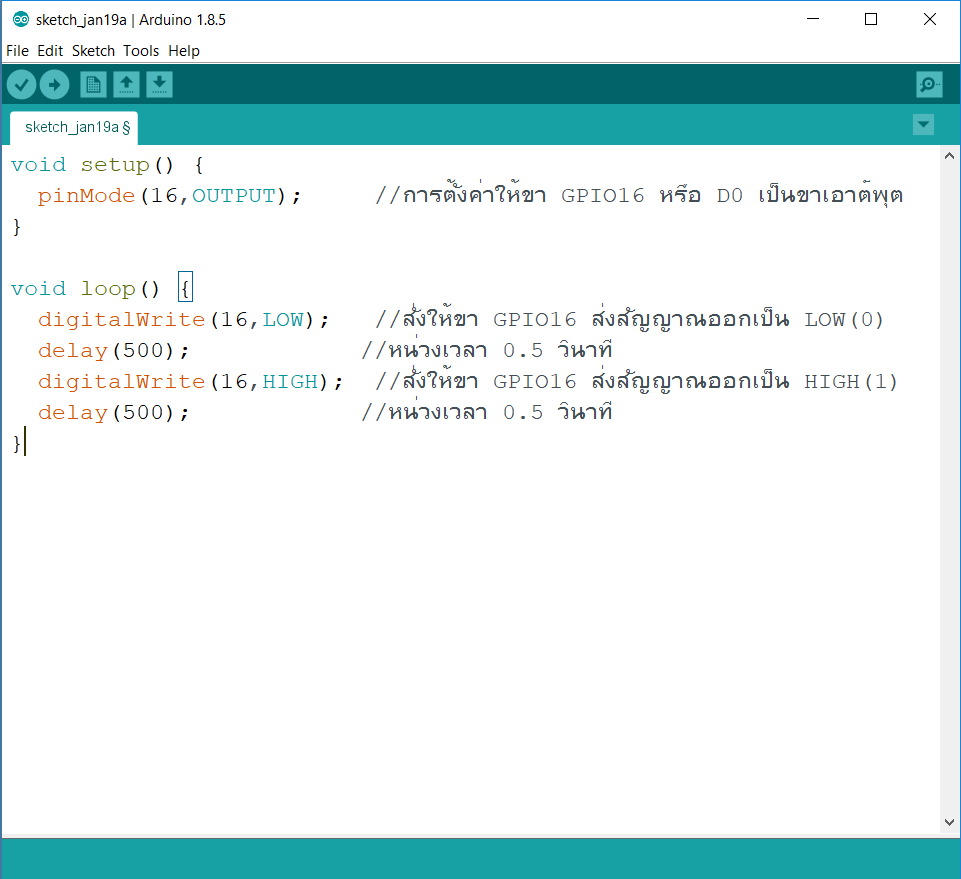 sketch_jan19a | Arduino 1.8.5
File Edit Sketch Tools Help
sketch_jan19a §
void setup() {
  pinMode(16,OUTPUT);     //การตั้งค่าให้ขา GPIO16 หรือ D0 เป็นขาเอาต์พุต
}
void loop() {
  digitalWrite(16,LOW);   //สั่งให้ขา GPIO16 ส่งสัญญาณออกเป็น LOW(0)
  delay(500);            //หน่วงเวลา 0.5 วินาที
  digitalWrite(16,HIGH);  //สั่งให้ขา GPIO16 ส่งสัญญาณออกเป็น HIGH(1)
  delay(500);            //หน่วงเวลา 0.5 วินาที
}